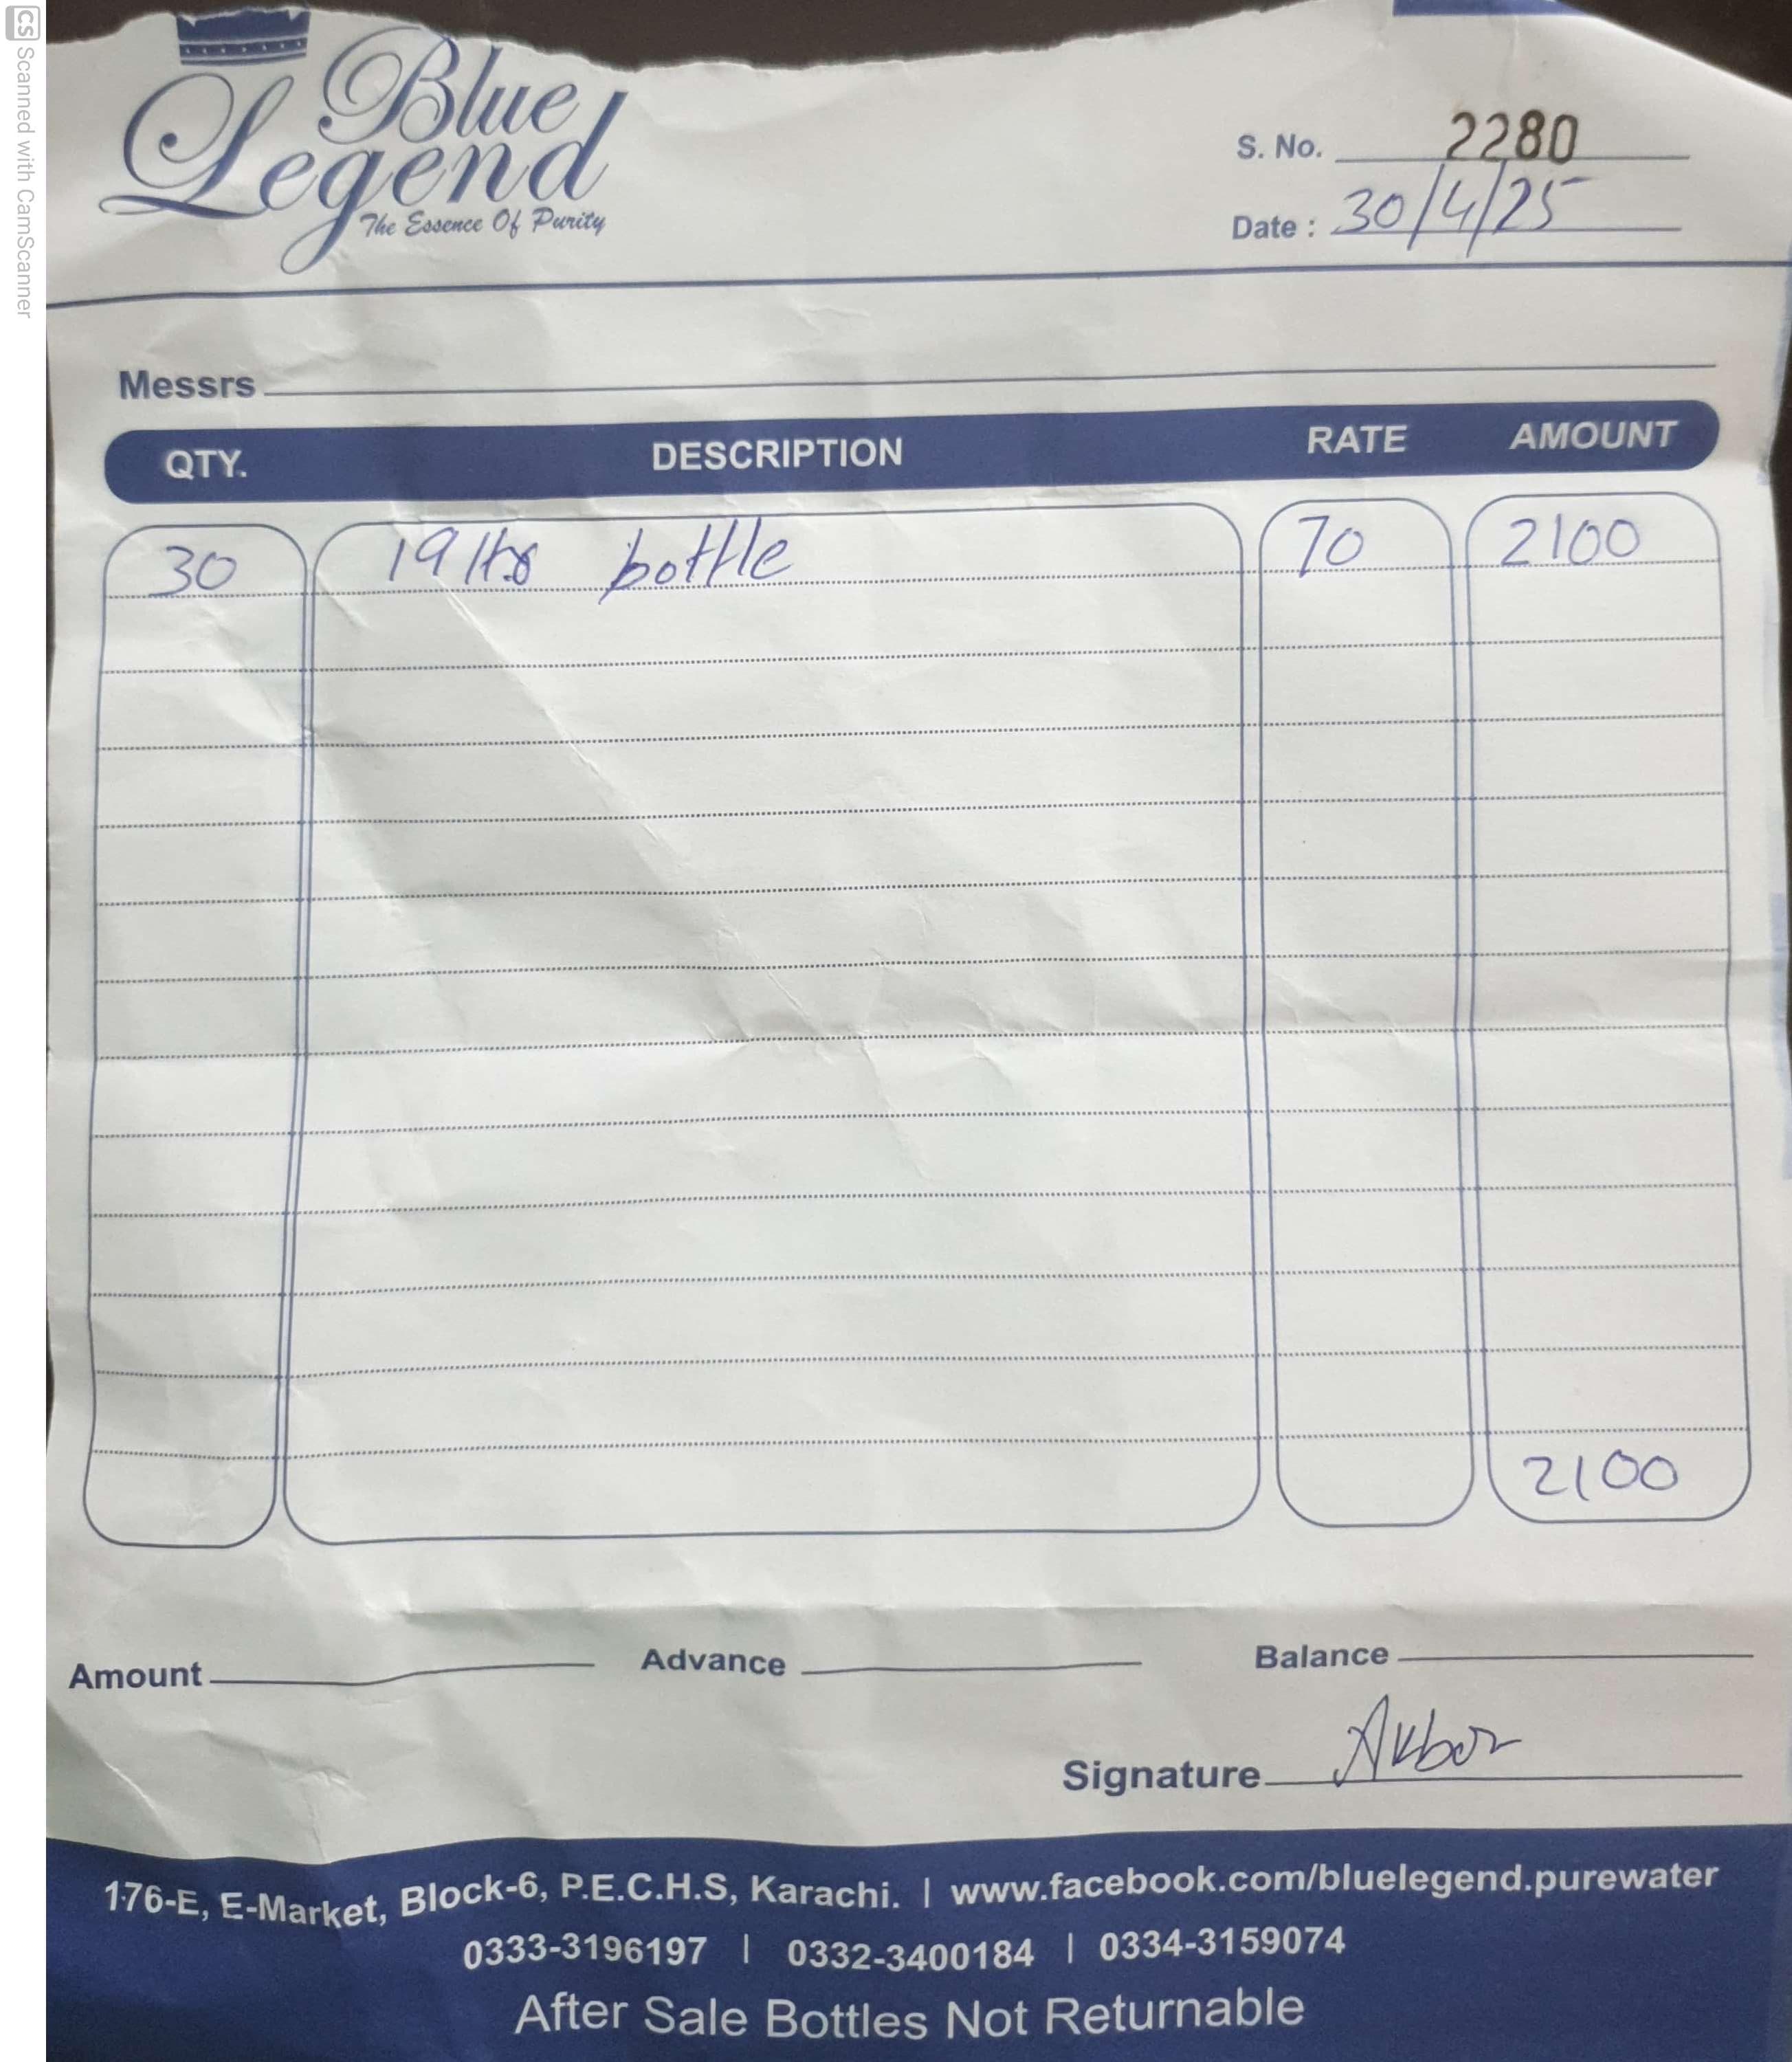 CS Scanned with CamScanner
Blue
Legend
The Essence Of Purity
S. No. 2280
Date : 30/4/25
Messrs
QTY. DESCRIPTION RATE AMOUNT
30 19 ltrs bottle 70 2100
2100
Amount Advance Balance
Signature Akbar
176-E, E-Market, Block-6, P.E.C.H.S, Karachi. | www.facebook.com/bluelegend.purewater
0333-3196197 | 0332-3400184 | 0334-3159074
After Sale Bottles Not Returnable